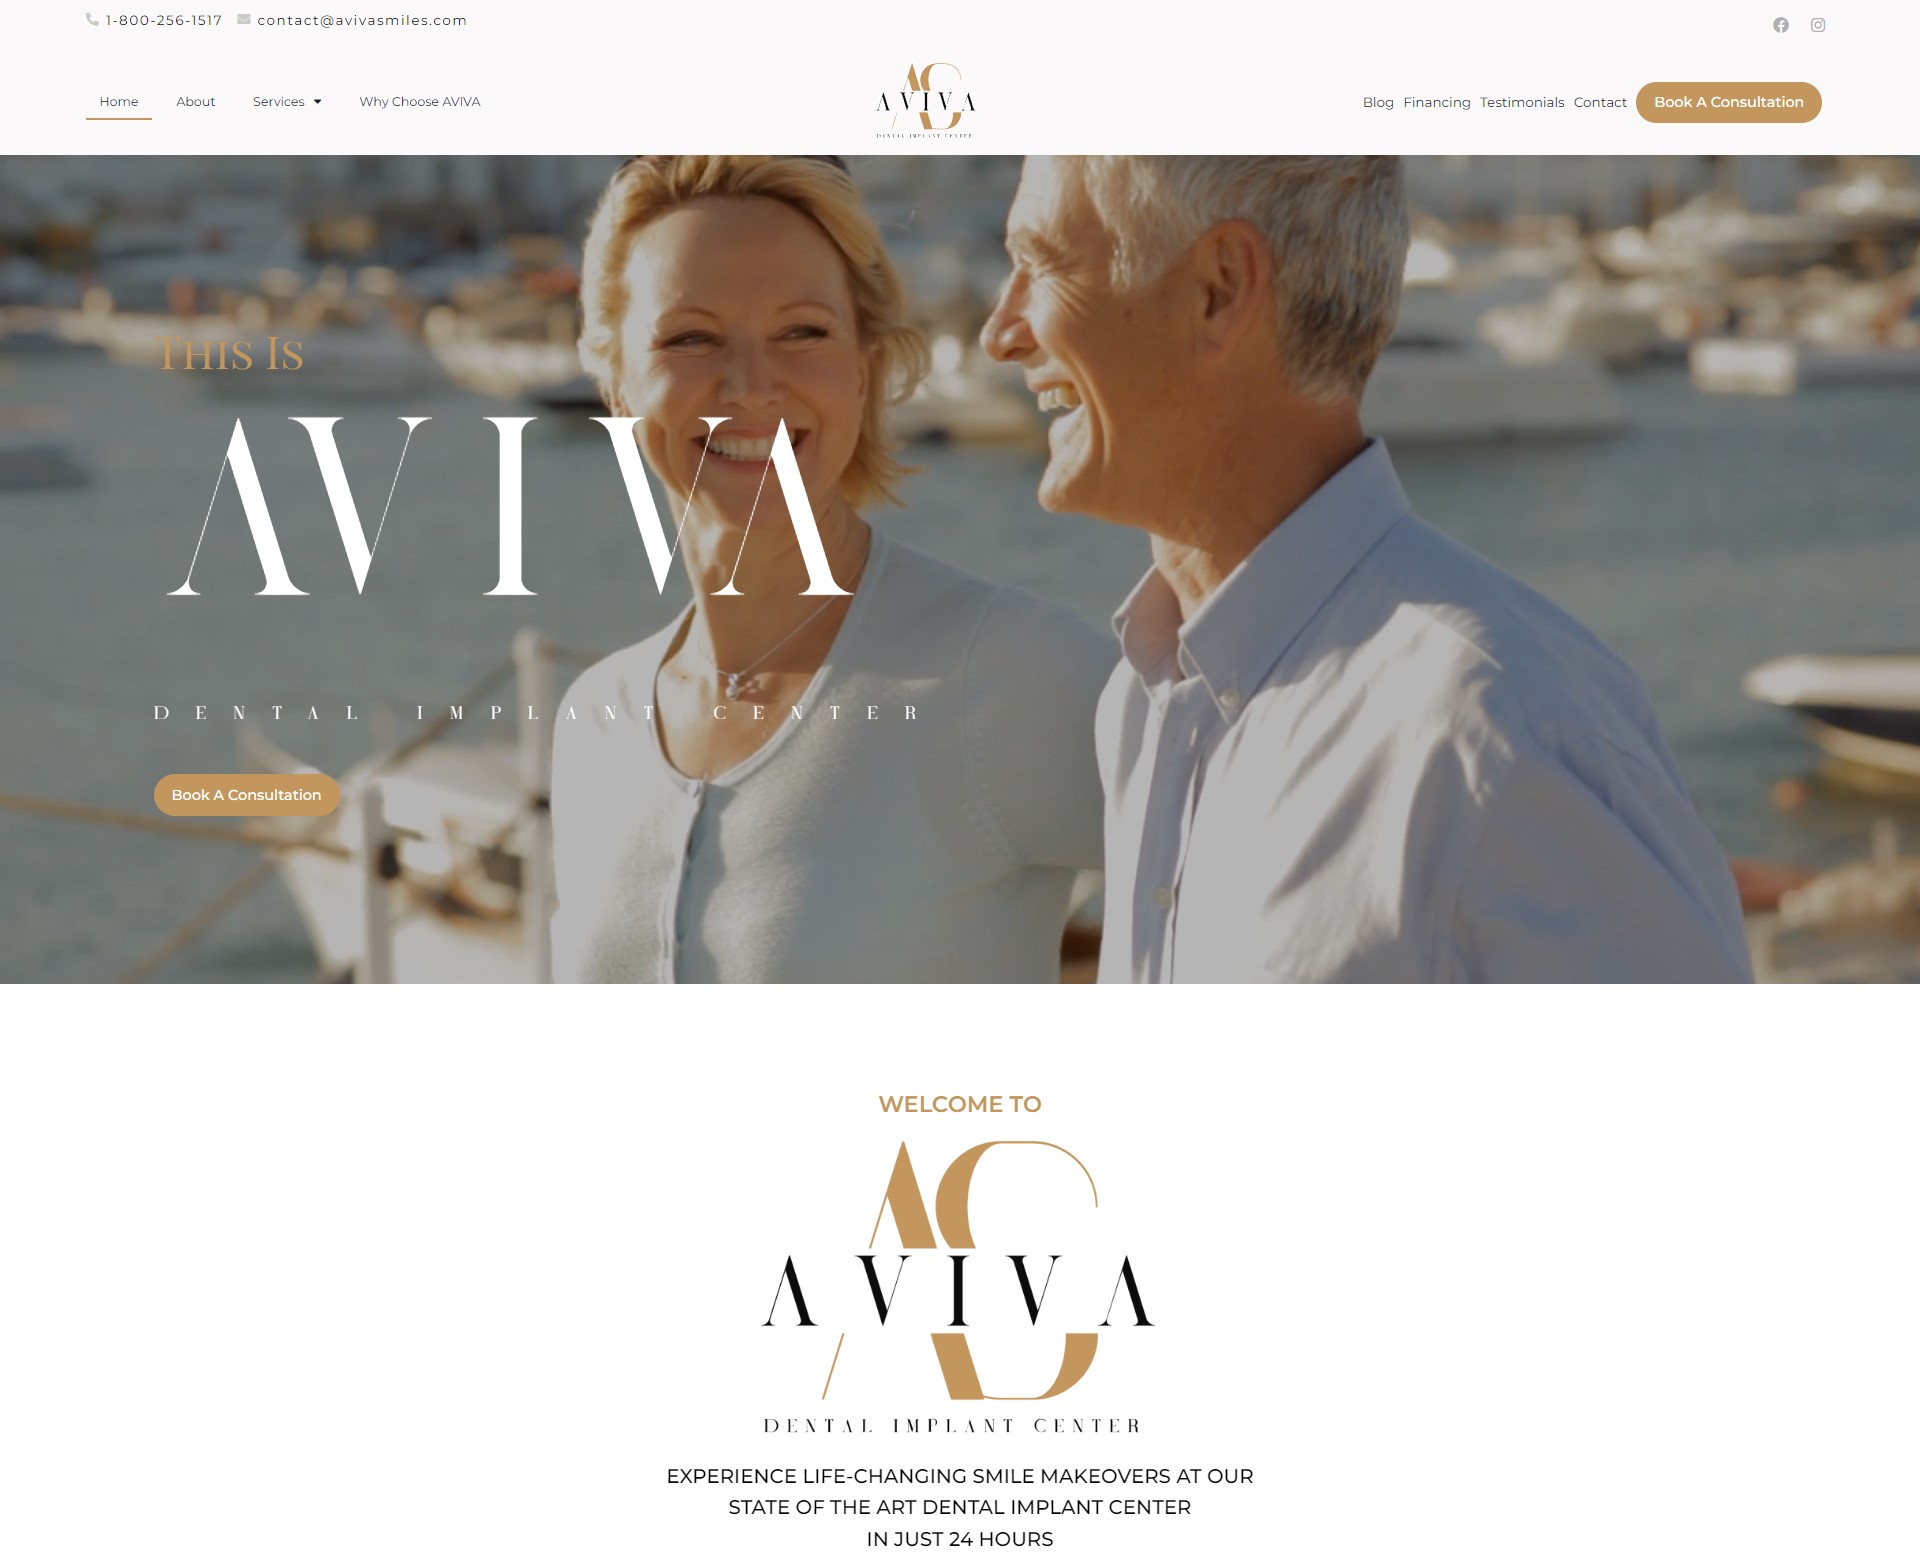 1-800-256-1517 contact@avivasmiles.com
Home About Services Why Choose AVIVA
AVIVA
DENTAL IMPLANT CENTER
Blog Financing Testimonials Contact Book A Consultation
This Is
AVIVA
DENTAL IMPLANT CENTER
Book A Consultation
WELCOME TO
AC
AVIVA
DENTAL IMPLANT CENTER
EXPERIENCE LIFE-CHANGING SMILE MAKEOVERS AT OUR
STATE OF THE ART DENTAL IMPLANT CENTER
IN JUST 24 HOURS